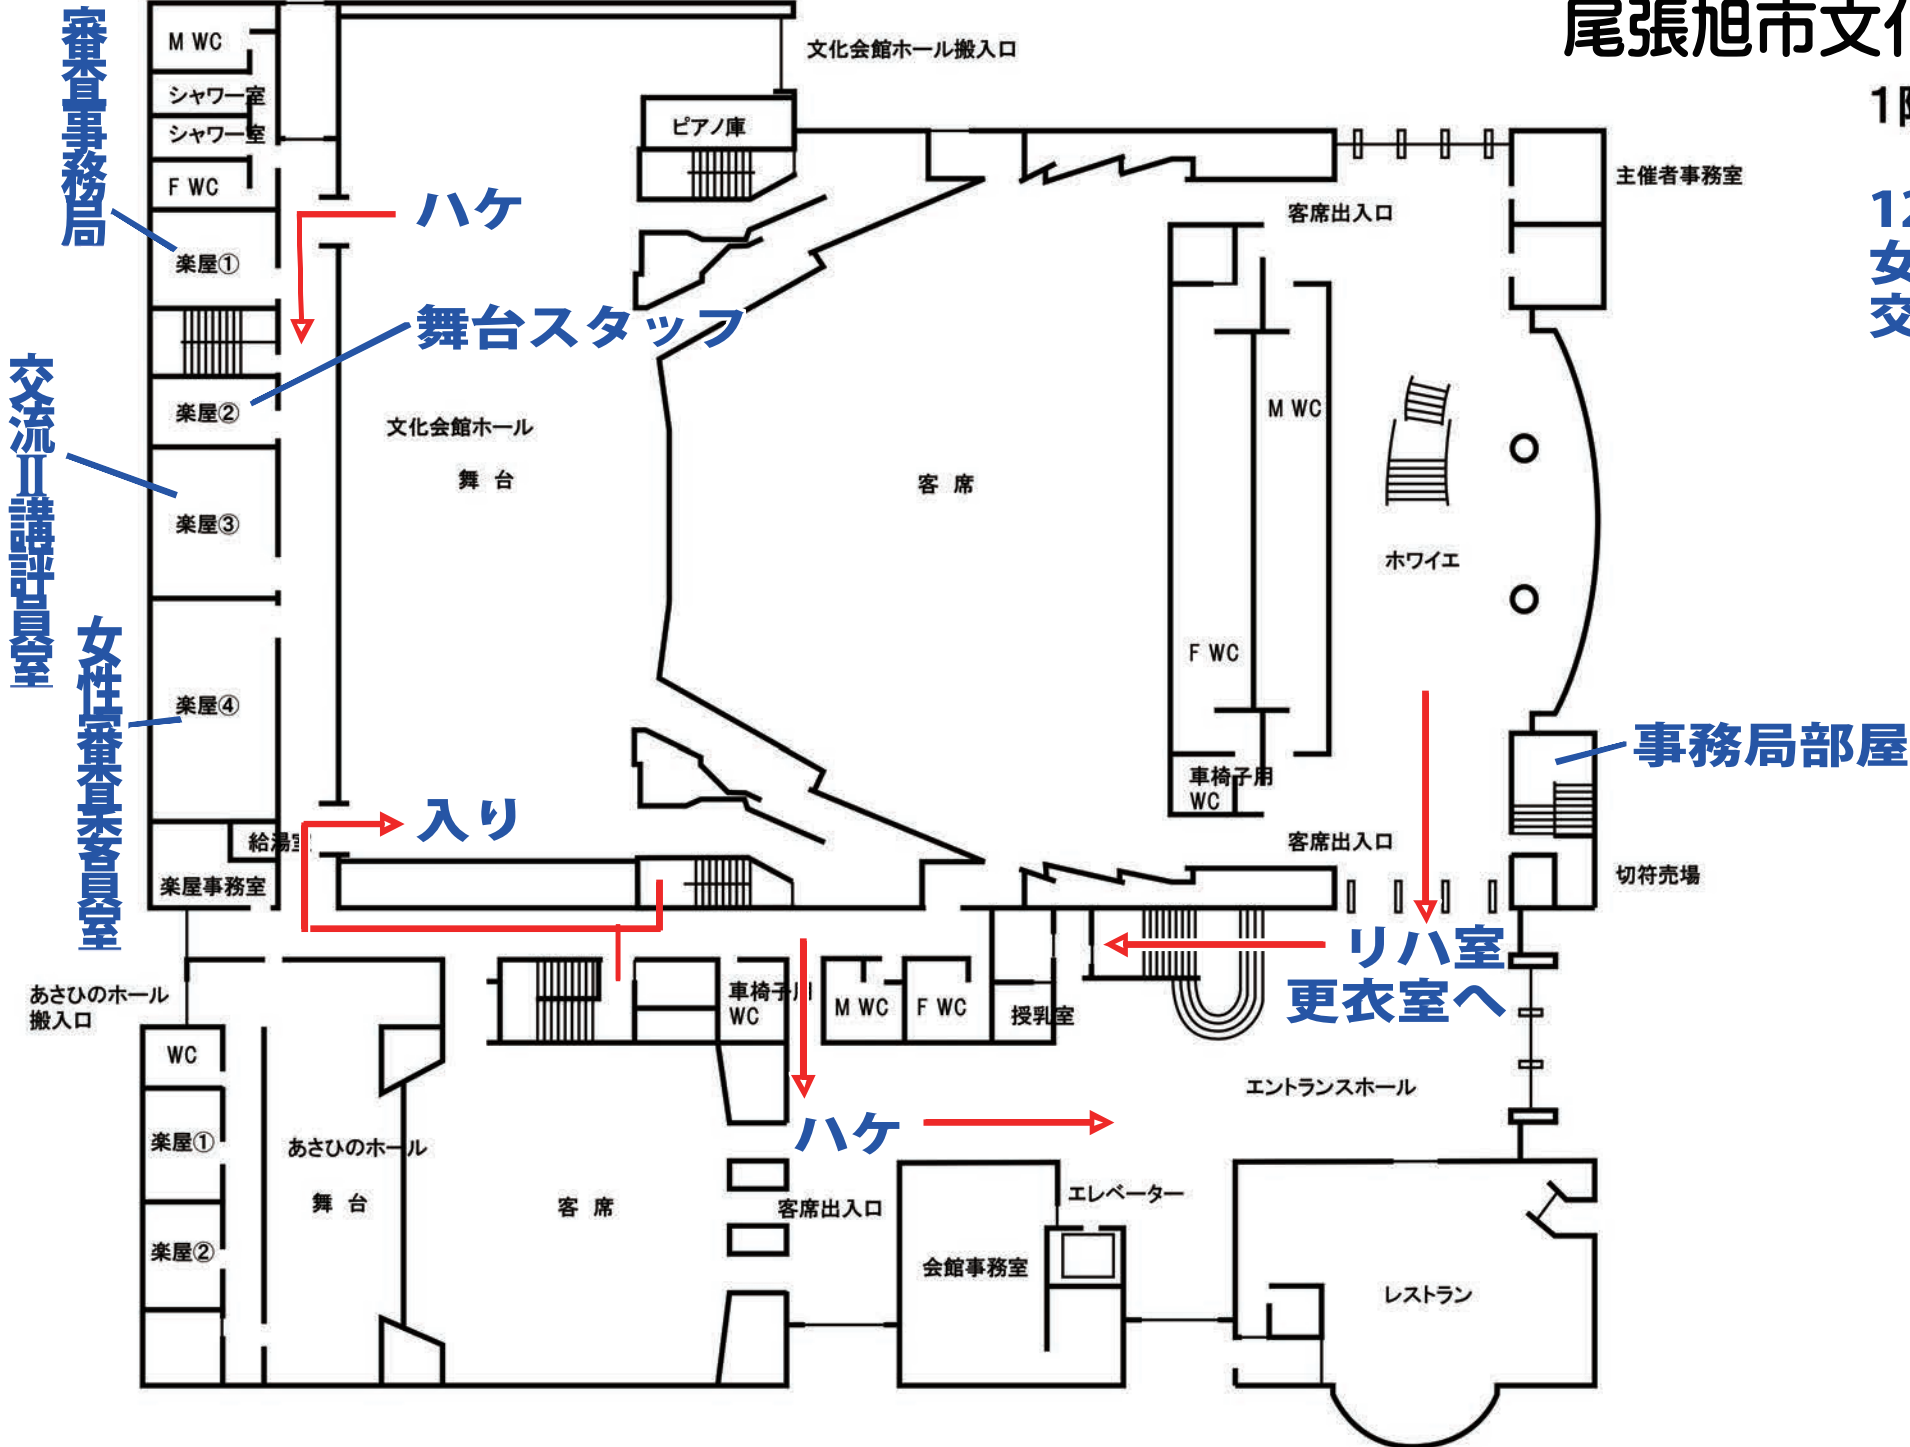 尾張旭市文化
1階
12
女
交
審査員事務局
M WC
シャワー室
シャワー室
F WC
楽屋①
ハケ
文化会館ホール搬入口
ピアノ庫
客席出入口
主催者事務室
舞台スタッフ
楽屋②
交流Ⅱ講評員室
楽屋③
文化会館ホール
舞 台
客 席
M WC
ホワイエ
F WC
女性審査員来客員室
楽屋④
事務局部屋
車椅子用
WC
入り
給湯室
楽屋事務室
客席出入口
切符売場
リハ室
更衣室へ
あさひのホール
搬入口
車椅子用
WC
M WC
F WC
授乳室
WC
エントランスホール
楽屋①
あさひのホール
舞 台
楽屋②
客 席
ハケ
客席出入口
エレベーター
会館事務室
レストラン